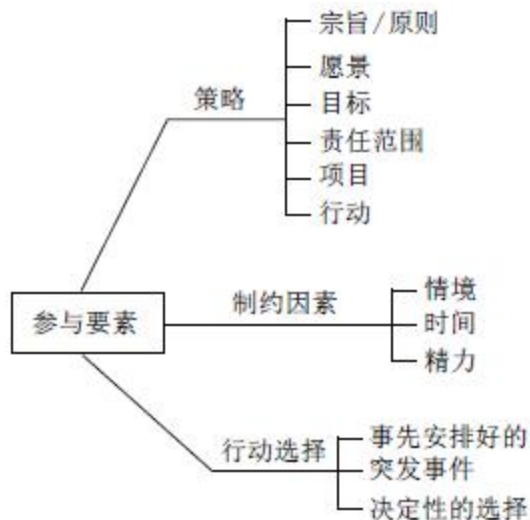 策略
宗旨/原则
愿景
目标
责任范围
项目
行动
参与要素
制约因素
情境
时间
精力
行动选择
事先安排好的
突发事件
决定性的选择